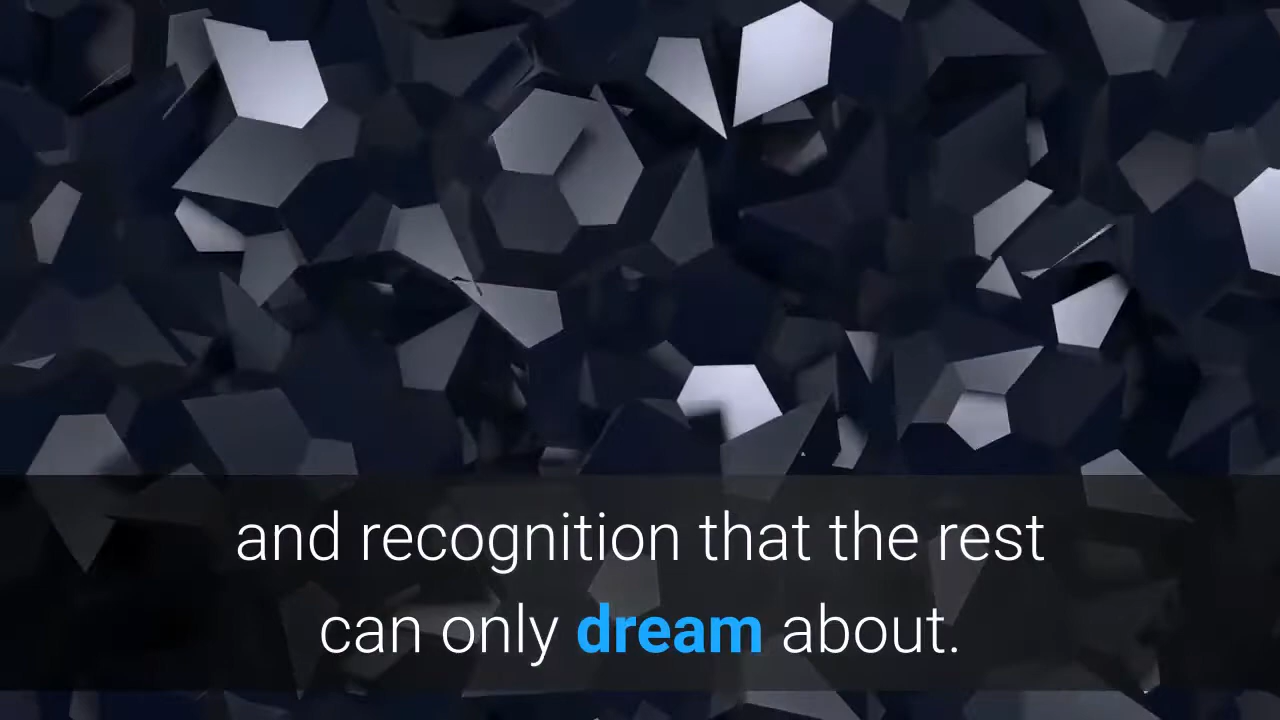 and recognition that the rest
can only dream about.